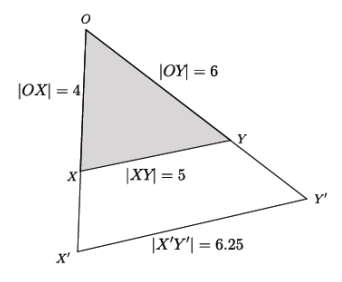 O
|OX| = 4
|OY| = 6
Y
X
|XY| = 5
Y′
|X′Y′| = 6.25
X′